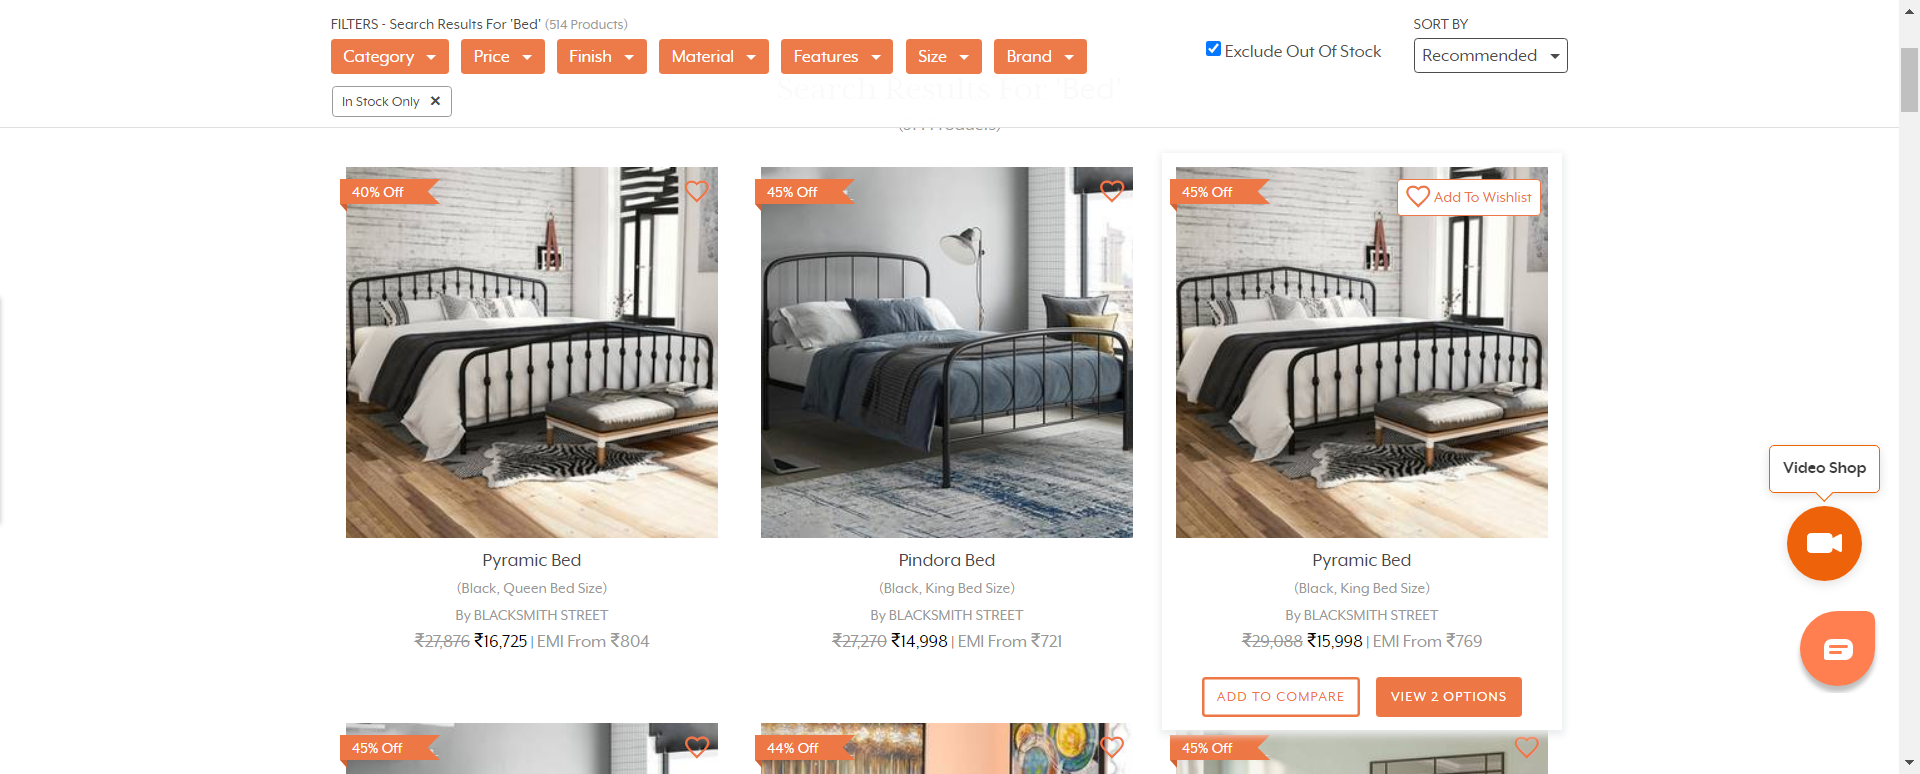 FILTERS - Search Results For 'Bed' (514 Products)
SORT BY
Category
Price
Finish
Material
Features
Size
Brand
Exclude Out Of Stock
Recommended
In Stock Only ✕
Search Results For 'Bed'
40% Off
45% Off
45% Off
Add To Wishlist
Pyramic Bed
(Black, Queen Bed Size)
By BLACKSMITH STREET
₹27,876 ₹16,725 | EMI From ₹804
Pindora Bed
(Black, King Bed Size)
By BLACKSMITH STREET
₹27,270 ₹14,998 | EMI From ₹721
Pyramic Bed
(Black, King Bed Size)
By BLACKSMITH STREET
₹29,088 ₹15,998 | EMI From ₹769
ADD TO COMPARE
VIEW 2 OPTIONS
Video Shop
45% Off
44% Off
45% Off